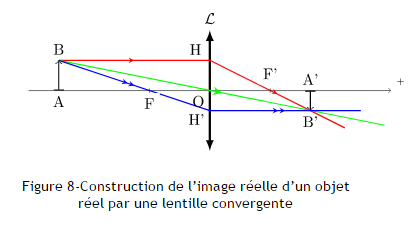 ℒ
B
H
F'
A'
+
A
F
O
H'
B'
Figure 8-Construction de l'image réelle d'un objet
réel par une lentille convergente